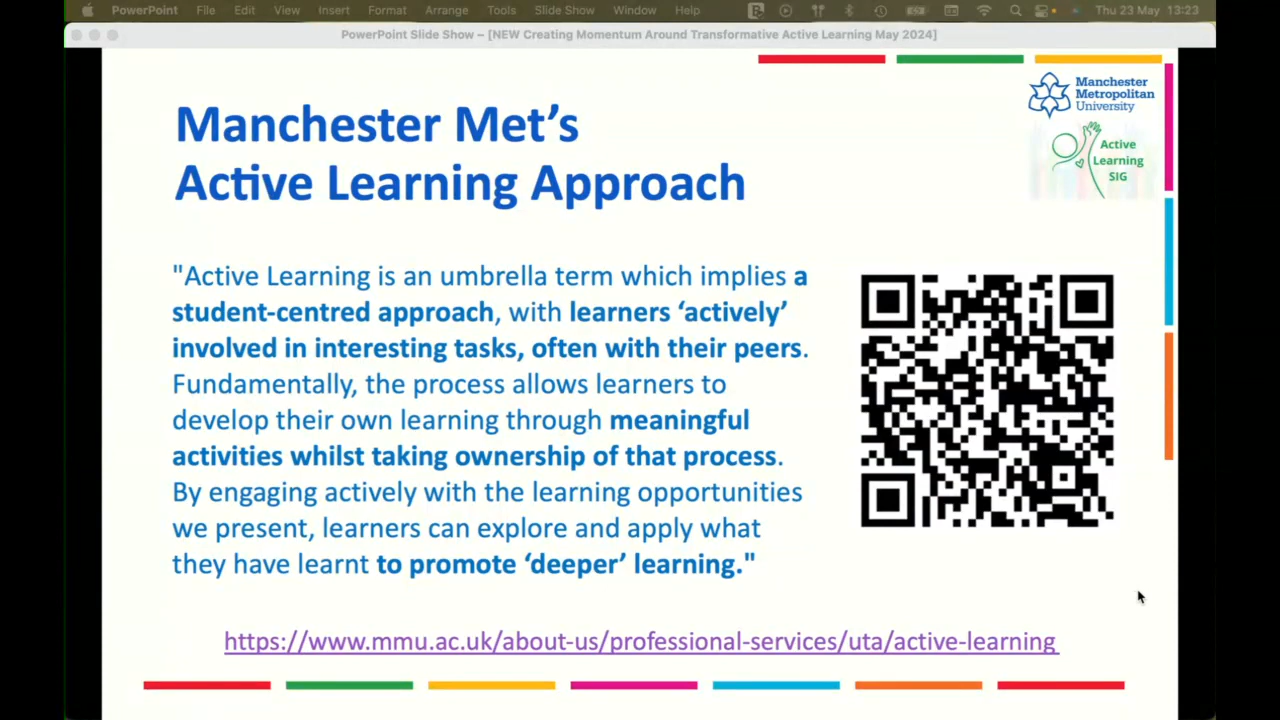 PowerPoint File Edit View Insert Format Arrange Tools Slide Show Window Help Thu 23 May 13:23
PowerPoint Slide Show – [NEW Creating Momentum Around Transformative Active Learning May 2024]
Manchester
Metropolitan
University
Active
Learning
SIG
Manchester Met’s
Active Learning Approach
"Active Learning is an umbrella term which implies a
student-centred approach, with learners ‘actively’
involved in interesting tasks, often with their peers.
Fundamentally, the process allows learners to
develop their own learning through meaningful
activities whilst taking ownership of that process.
By engaging actively with the learning opportunities
we present, learners can explore and apply what
they have learnt to promote ‘deeper’ learning."
https://www.mmu.ac.uk/about-us/professional-services/uta/active-learning